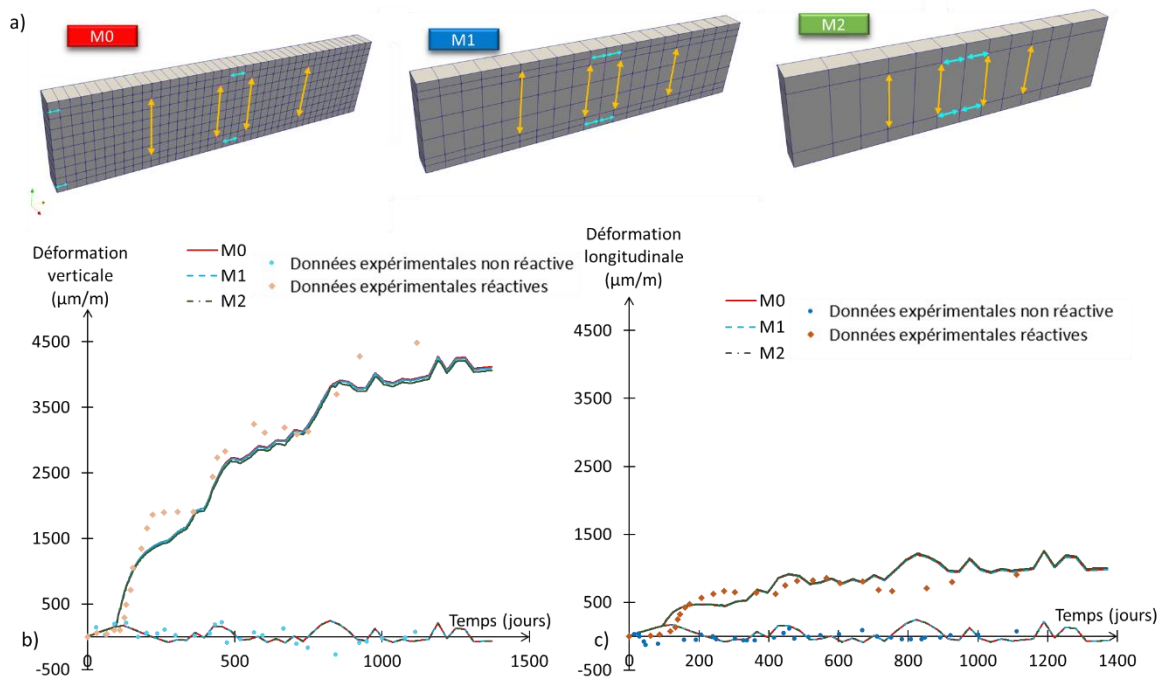 a)
M0
M1
M2
Déformation
verticale
(µm/m)
M0
M1
M2
Données expérimentales non réactive
Données expérimentales réactives
4500
3500
2500
1500
500
-500
0
500
1000
1500
Temps (jours)
b)
Déformation
longitudinale
(µm/m)
M0
M1
M2
Données expérimentales non réactive
Données expérimentales réactives
4500
3500
2500
1500
500
-500
0
200
400
600
800
1000
1200
1400
Temps (jours)
c)